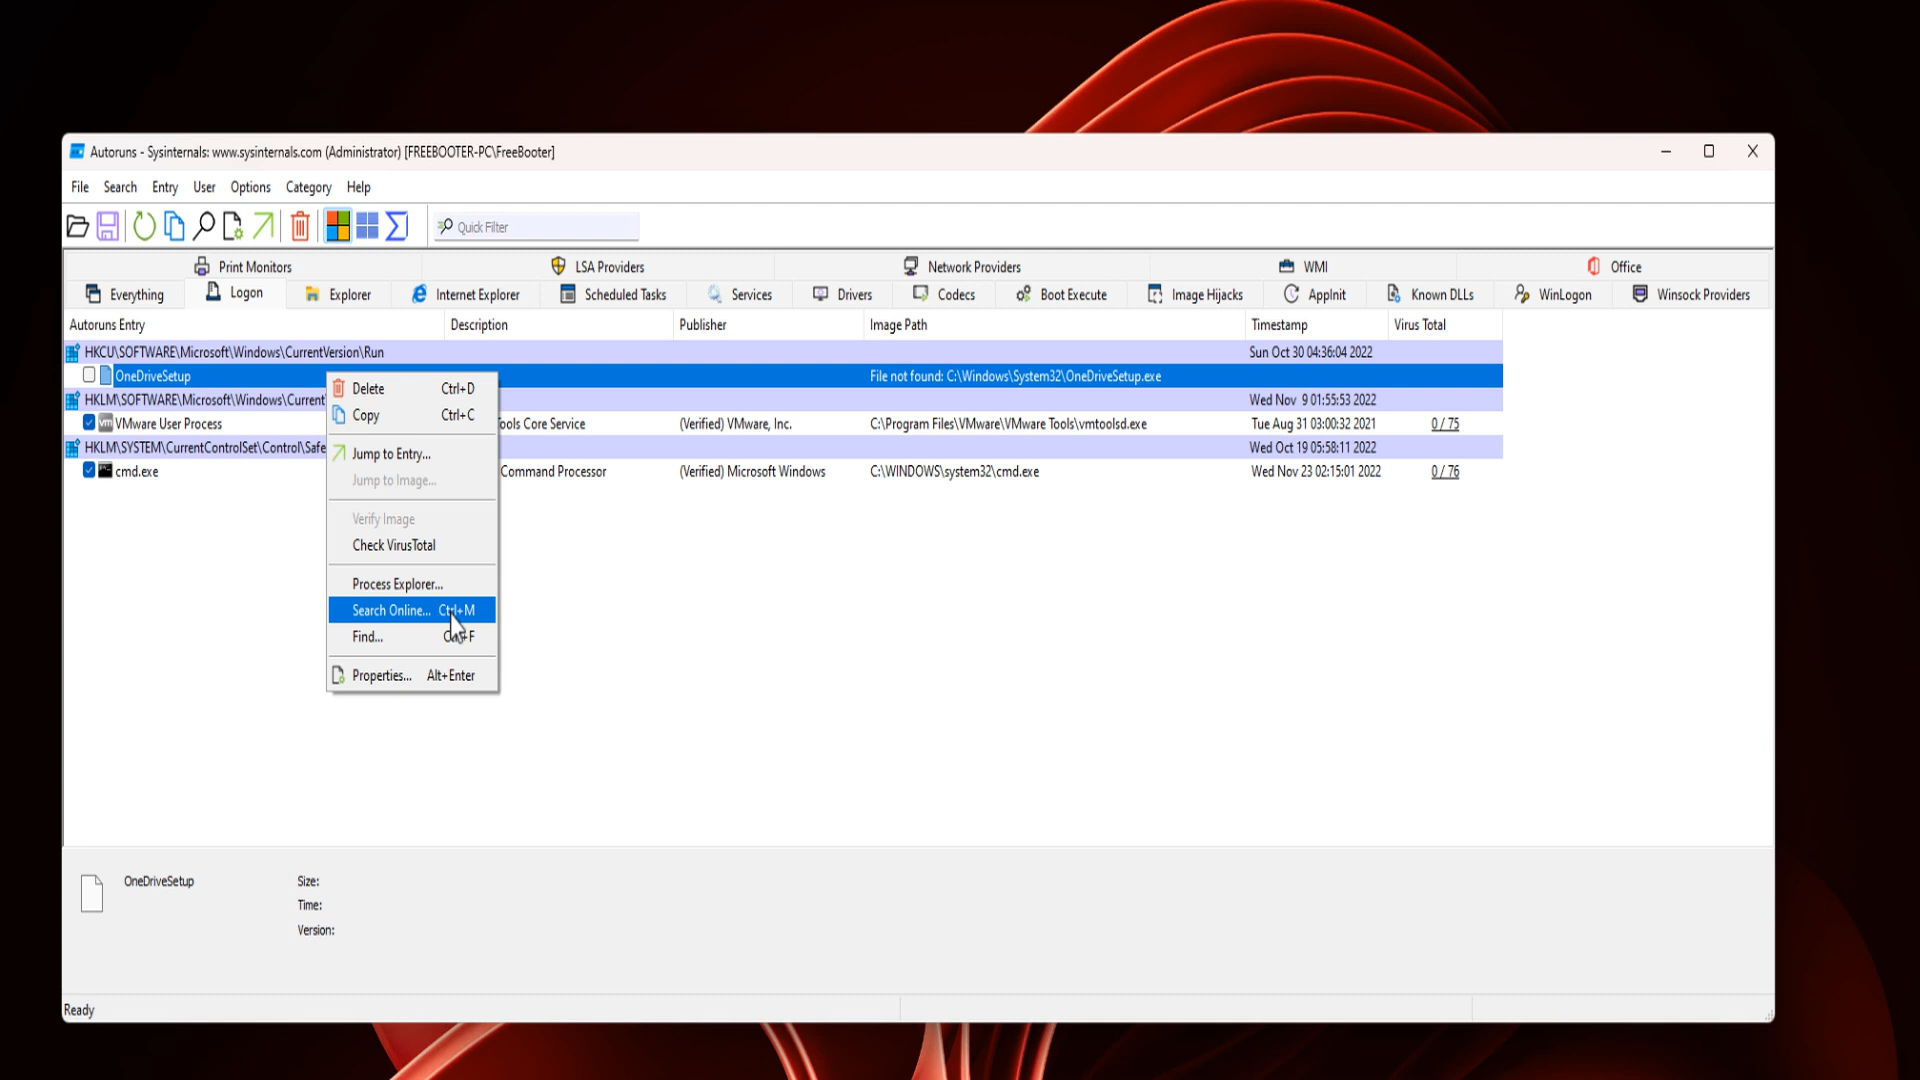 Autoruns - Sysinternals: www.sysinternals.com (Administrator) [FREEBOOTER-PC\FreeBooter]
File Search Entry User Options Category Help
Quick Filter
Print Monitors LSA Providers Network Providers WMI Office
Everything Logon Explorer Internet Explorer Scheduled Tasks Services Drivers Codecs Boot Execute Image Hijacks AppInit Known DLLs WinLogon Winsock Providers
Autoruns Entry Description Publisher Image Path Timestamp Virus Total
HKCU\SOFTWARE\Microsoft\Windows\CurrentVersion\Run Sun Oct 30 04:36:04 2022
OneDriveSetup File not found: C:\Windows\System32\OneDriveSetup.exe
HKLM\SOFTWARE\Microsoft\Windows\Current Wed Nov 9 01:55:53 2022
VMware User Process ools Core Service (Verified) VMware, Inc. C:\Program Files\VMware\VMware Tools\vmtoolsd.exe Tue Aug 31 03:00:32 2021 0/75
HKLM\SYSTEM\CurrentControlSet\Control\Safe Wed Oct 19 05:58:11 2022
cmd.exe Command Processor (Verified) Microsoft Windows C:\WINDOWS\system32\cmd.exe Wed Nov 23 02:15:01 2022 0/76
Delete Ctrl+D
Copy Ctrl+C
Jump to Entry...
Jump to Image...
Verify Image
Check VirusTotal
Process Explorer...
Search Online... Ctrl+M
Find... Ctrl+F
Properties... Alt+Enter
OneDriveSetup Size:
Time:
Version:
Ready